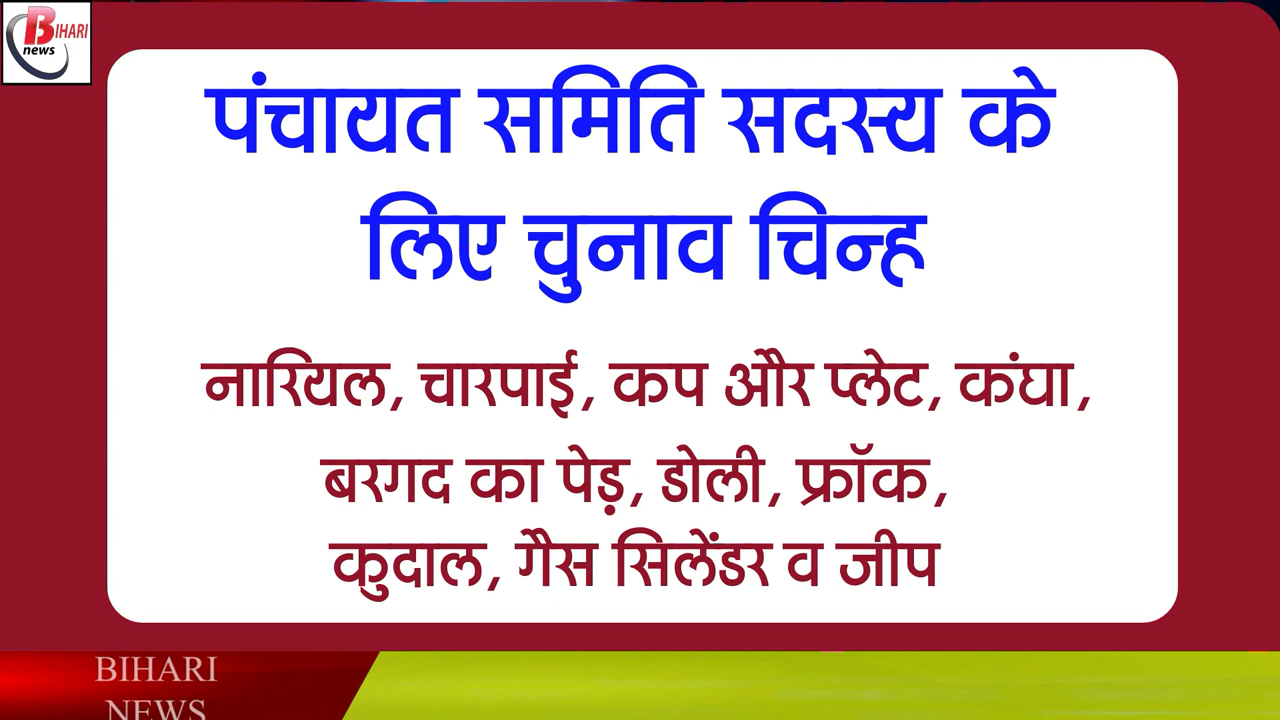 BIHARI
news
पंचायत समिति सदस्य के
लिए चुनाव चिन्ह
नारियल, चारपाई, कप और प्लेट, कंघा,
बरगद का पेड़, डोली, फ्रॉक,
कुदाल, गैस सिलेंडर व जीप
BIHARI
NEWS